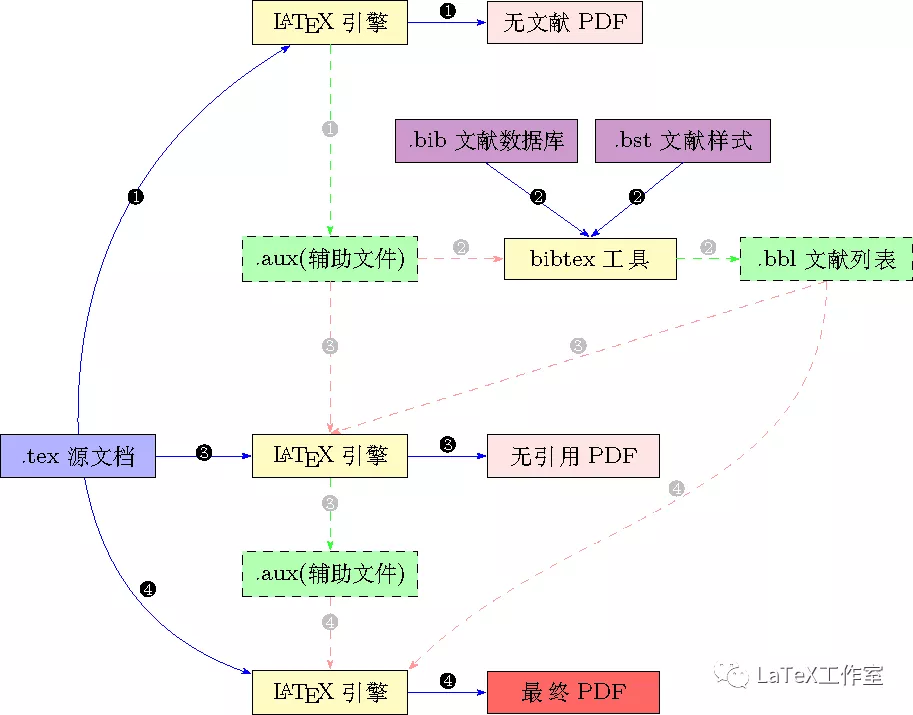 LATEX 引擎
❶
无文献 PDF
①
.bib 文献数据库
.bst 文献样式
❶
❷
❷
.aux(辅助文件)
②
bibtex 工具
②
.bbl 文献列表
③
③
.tex 源文档
❸
LATEX 引擎
❸
无引用 PDF
③
④
.aux(辅助文件)
❹
④
LATEX 引擎
❹
最终 PDF
LaTeX工作室